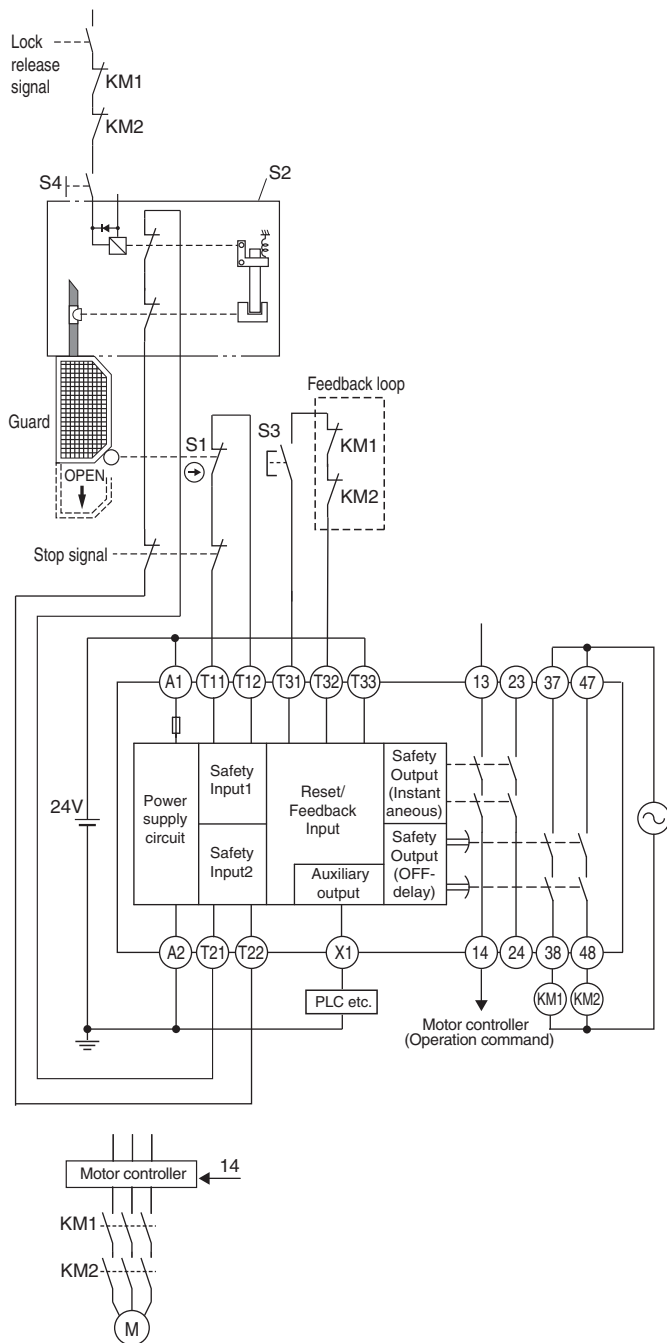 Lock
release
signal
KM1
KM2
S4
S2
Guard
OPEN
S1
S3
Feedback loop
KM1
KM2
Stop signal
A1
T11
T12
T31
T32
T33
13
23
37
47
24V
Power
supply
circuit
Safety
Input1
Safety
Input2
Reset/
Feedback
Input
Auxiliary
output
Safety
Output
(Instant
aneous)
Safety
Output
(OFF-
delay)
A2
T21
T22
X1
14
24
38
48
PLC etc.
KM1
KM2
Motor controller
(Operation command)
Motor controller
14
KM1
KM2
M